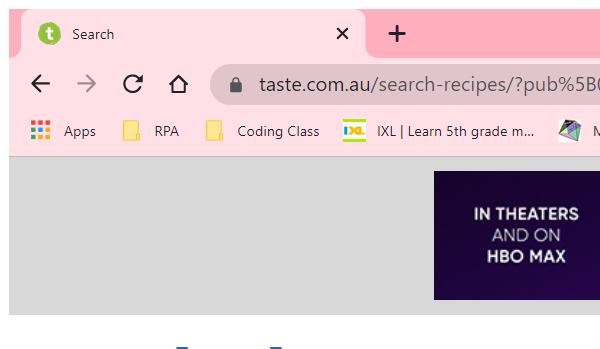 t Search
taste.com.au/search-recipes/?pub%5B
Apps RPA Coding Class IXL IXL | Learn 5th grade m...
IN THEATERS
AND ON
HBO MAX